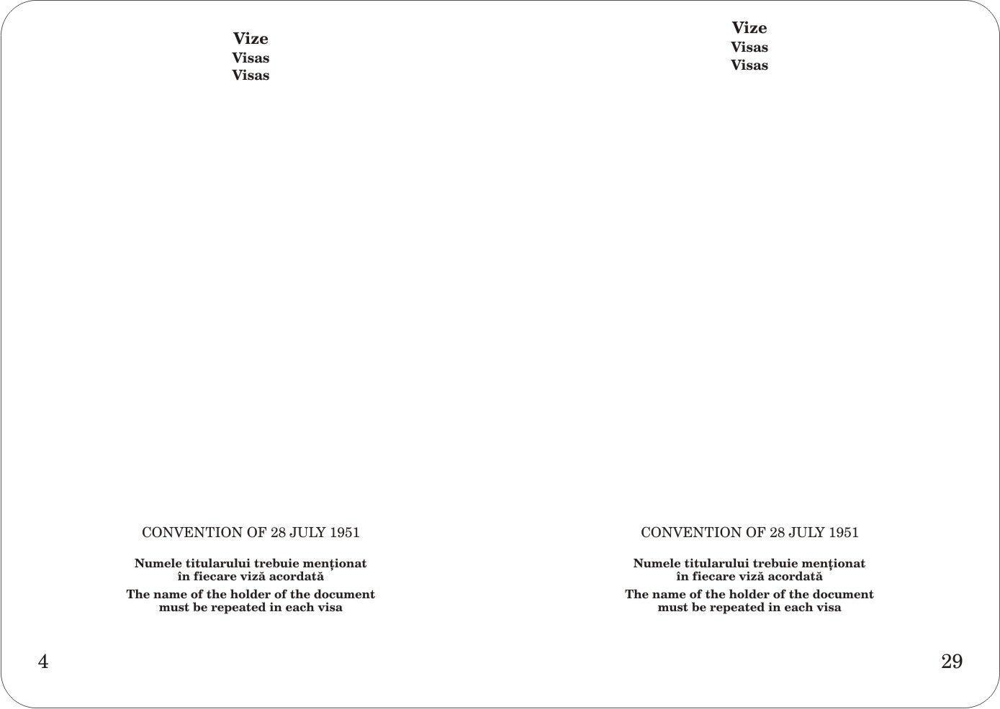 Vize
Visas
Visas
CONVENTION OF 28 JULY 1951
Numele titularului trebuie menționat
în fiecare viză acordată
The name of the holder of the document
must be repeated in each visa
4
Vize
Visas
Visas
CONVENTION OF 28 JULY 1951
Numele titularului trebuie menționat
în fiecare viză acordată
The name of the holder of the document
must be repeated in each visa
29